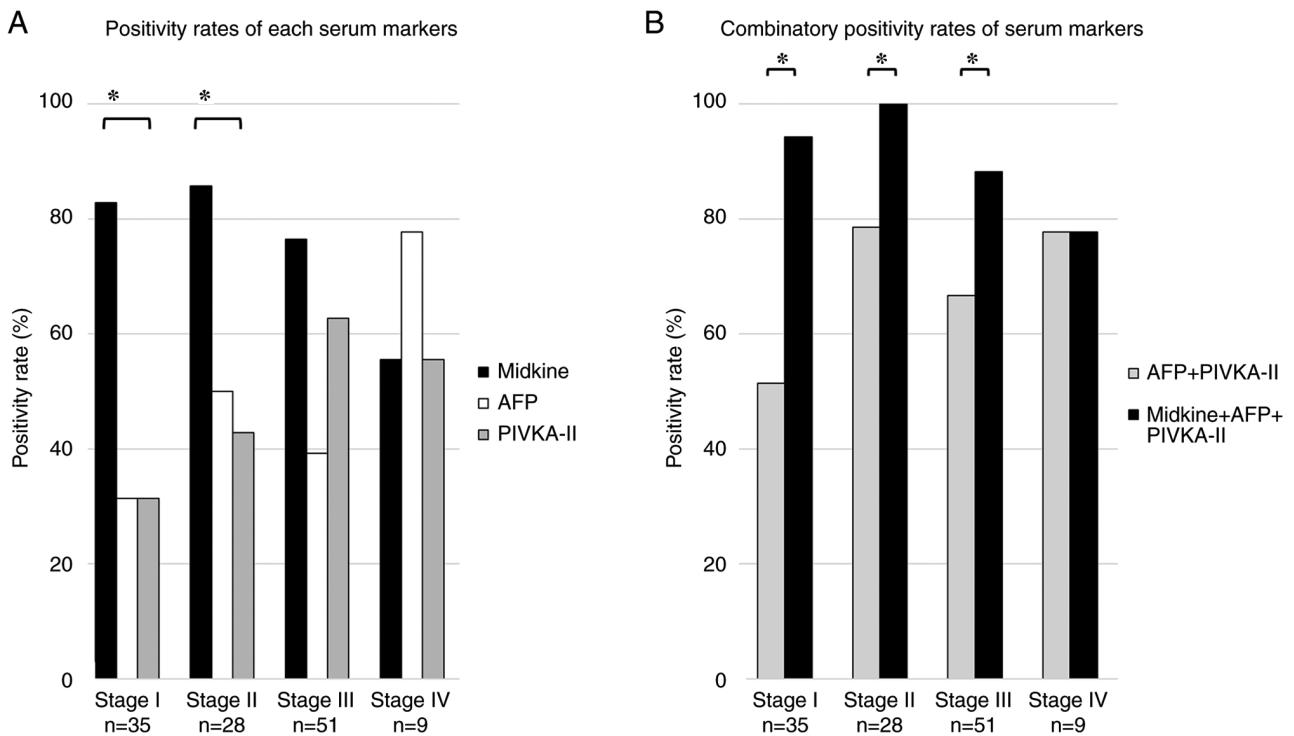 A
Positivity rates of each serum markers
* *
100
80
60
40
20
0
Positivity rate (%)
Stage I Stage II Stage III Stage IV
n=35 n=28 n=51 n=9
Midkine
AFP
PIVKA-II
B
Combinatory positivity rates of serum markers
* * *
100
80
60
40
20
0
Positivity rate (%)
Stage I Stage II Stage III Stage IV
n=35 n=28 n=51 n=9
AFP+PIVKA-II
Midkine+AFP+
PIVKA-II